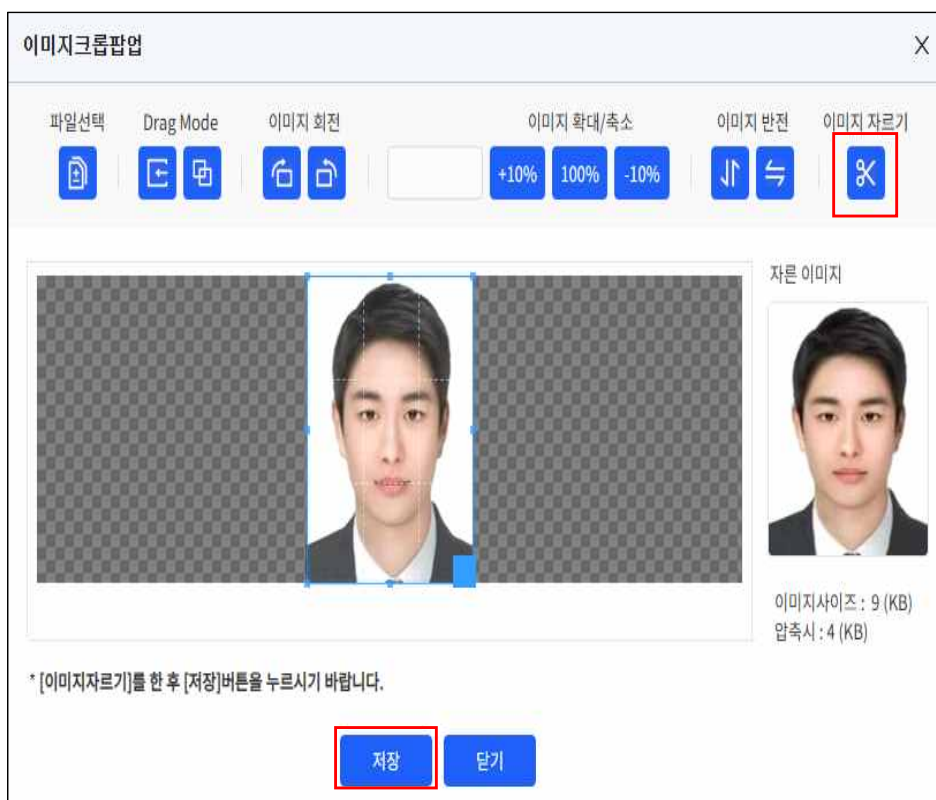 이미지크롭팝업 X
파일선택 Drag Mode 이미지 회전 이미지 확대/축소 이미지 반전 이미지 자르기
+10% 100% -10%
자른 이미지
이미지사이즈 : 9 (KB)
압축시 : 4 (KB)
* [이미지자르기]를 한 후 [저장]버튼을 누르시기 바랍니다.
저장 닫기